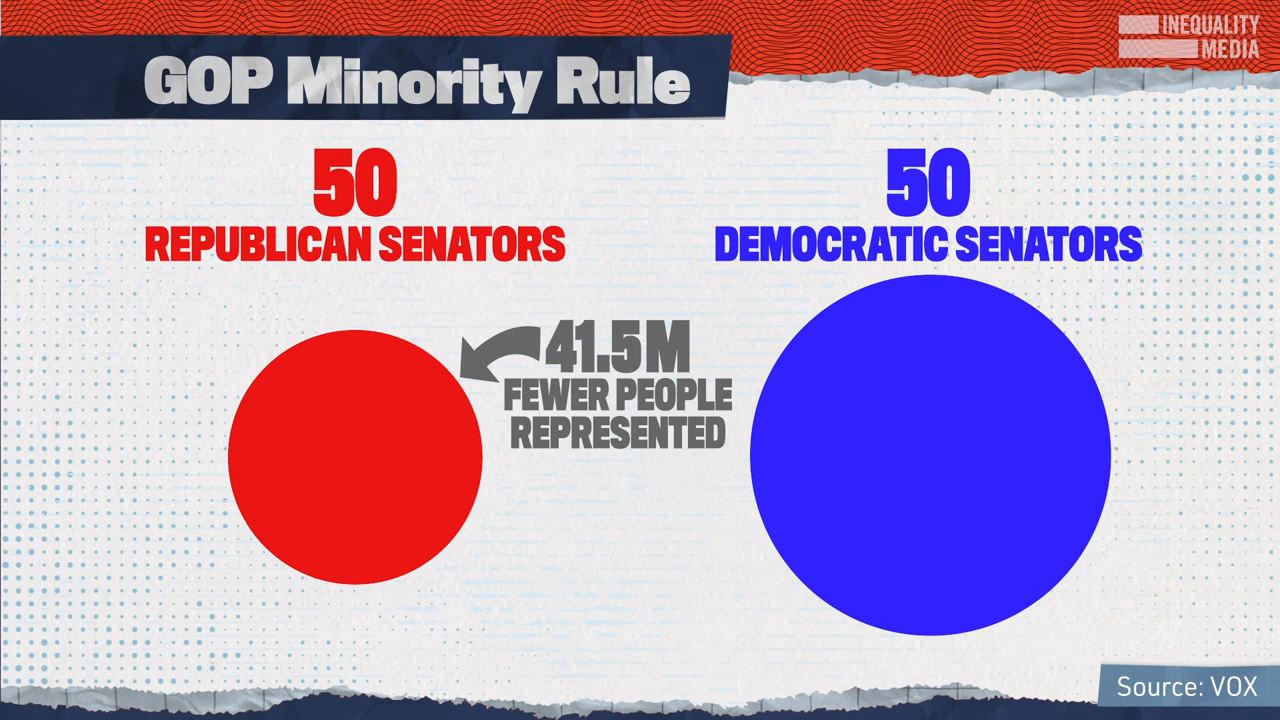 INEQUALITY
MEDIA
GOP Minority Rule
50
REPUBLICAN SENATORS
50
DEMOCRATIC SENATORS
41.5M
FEWER PEOPLE
REPRESENTED
Source: VOX